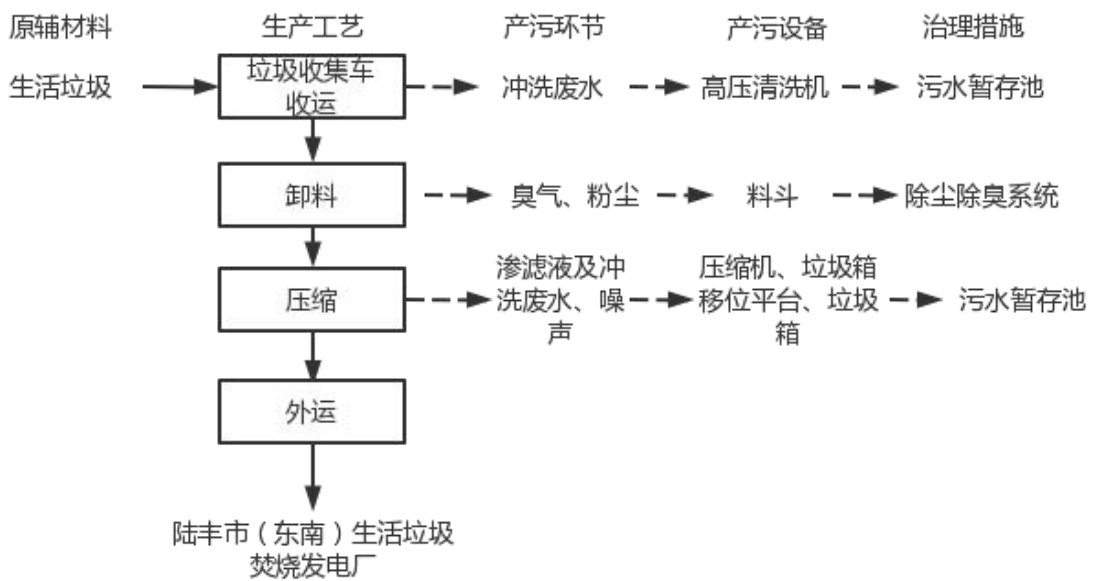 原辅材料 生产工艺 产污环节 产污设备 治理措施
生活垃圾
垃圾收集车
收运
冲洗废水
高压清洗机
污水暂存池
卸料
臭气、粉尘
料斗
除尘除臭系统
压缩
渗滤液及冲
洗废水、噪
声
压缩机、垃圾箱
移位平台、垃圾
箱
污水暂存池
外运
陆丰市（东南）生活垃圾
焚烧发电厂